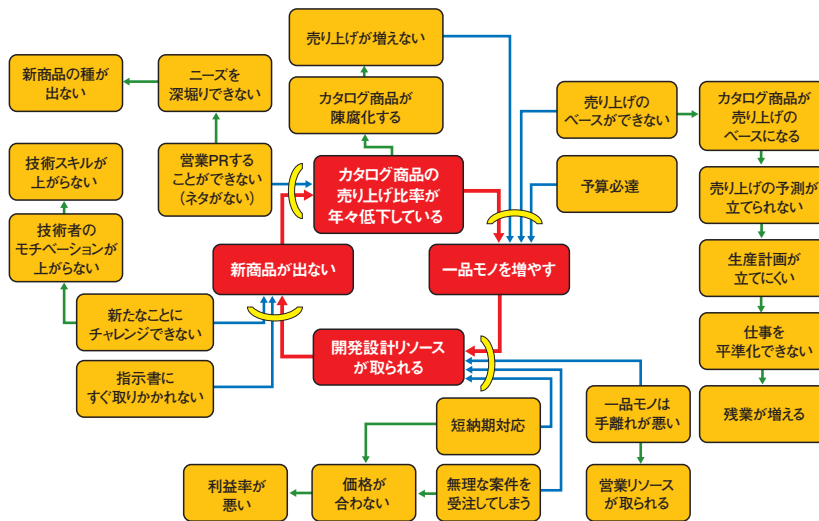 売り上げが増えない
新商品の種が
出ない
ニーズを
深堀りできない
カタログ商品が
陳腐化する
売り上げの
ベースができない
カタログ商品が
売り上げの
ベースになる
技術スキルが
上がらない
営業PRする
ことができない
（ネタがない）
カタログ商品の
売り上げ比率が
年々低下している
予算必達
売り上げの予測が
立てられない
技術者の
モチベーションが
上がらない
新商品が出ない
一品モノを増やす
生産計画が
立てにくい
新たなことに
チャレンジできない
開発設計リソース
が取られる
仕事を
平準化できない
指示書に
すぐ取りかかれない
短納期対応
一品モノは
手離れが悪い
残業が増える
利益率が
悪い
価格が
合わない
無理な案件を
受注してしまう
営業リソース
が取られる